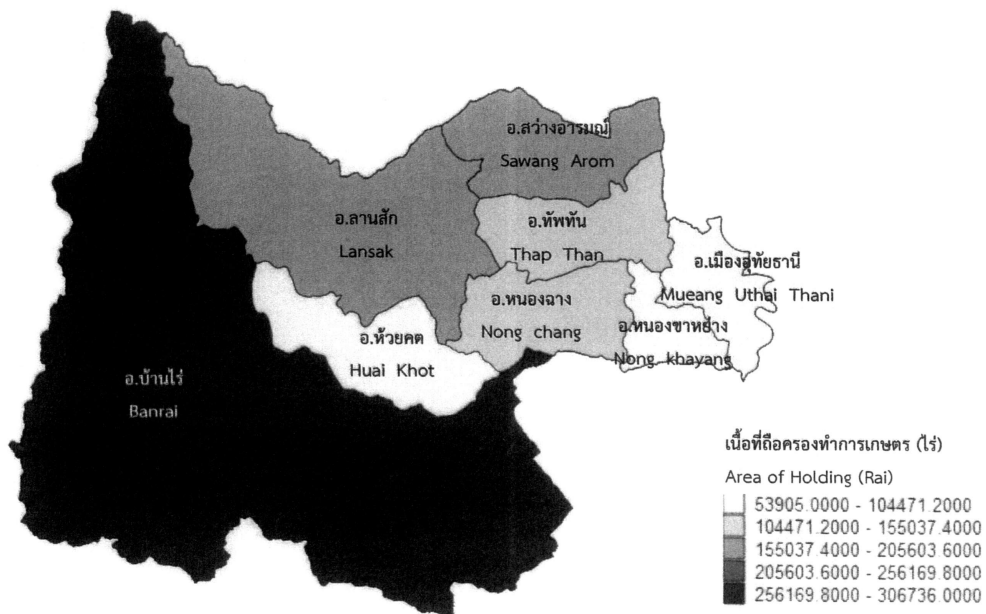 อ.สว่างอารมณ์
Sawang Arom
อ.ลานสัก
Lansak
อ.ทัพทัน
Thap Than
อ.เมืองอุทัยธานี
Mueang Uthai Thani
อ.หนองฉาง
Nong chang
อ.หนองขาหย่าง
Nong khayang
อ.ห้วยคต
Huai Khot
อ.บ้านไร่
Banrai
เนื้อที่ถือครองทำการเกษตร (ไร่)
Area of Holding (Rai)
53905.0000 - 104471.2000
104471.2000 - 155037.4000
155037.4000 - 205603.6000
205603.6000 - 256169.8000
256169.8000 - 306736.0000